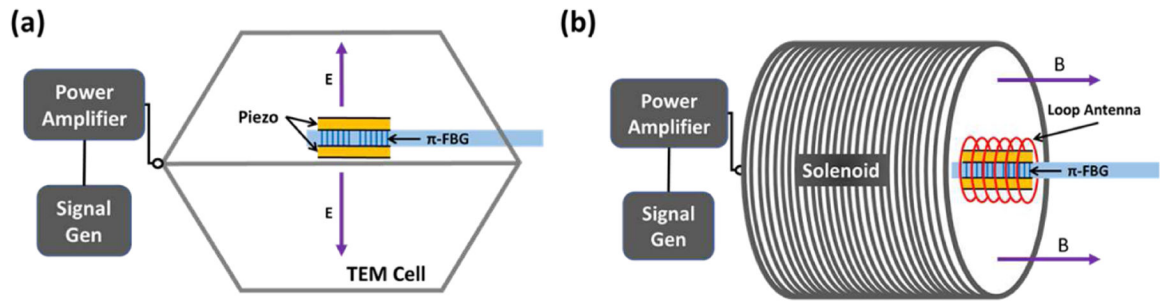 (a)
Power
Amplifier
Signal
Gen
E
Piezo
π-FBG
E
TEM Cell
(b)
Power
Amplifier
Signal
Gen
Solenoid
B
Loop Antenna
π-FBG
B